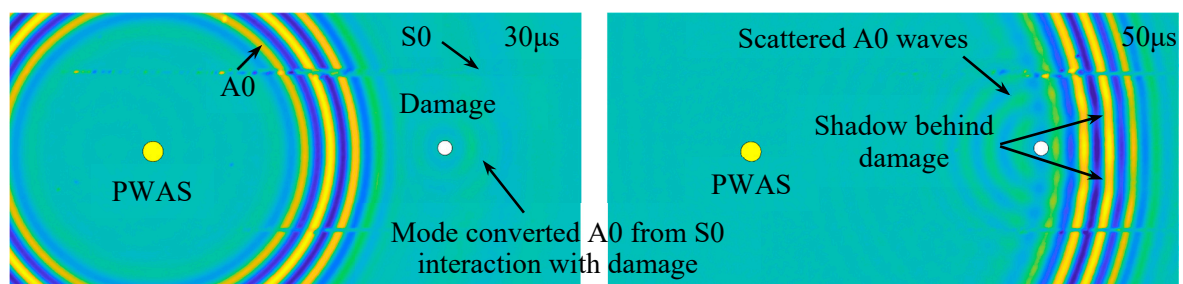 S0
30μs
A0
Damage
PWAS
Mode converted A0 from S0
interaction with damage
Scattered A0 waves
50μs
Shadow behind
damage
PWAS